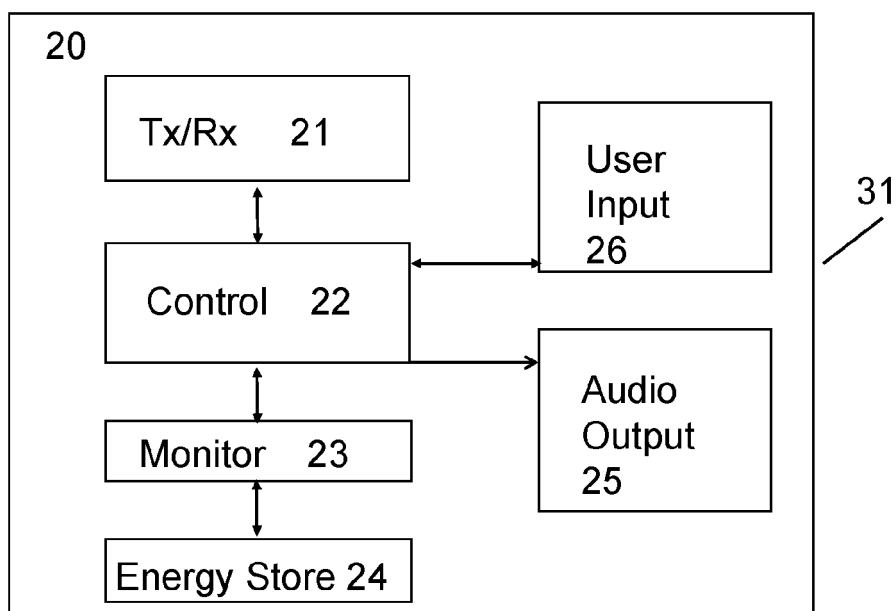 20
Tx/Rx 21
User
Input
26
31
Control 22
Audio
Output
25
Monitor 23
Energy Store 24